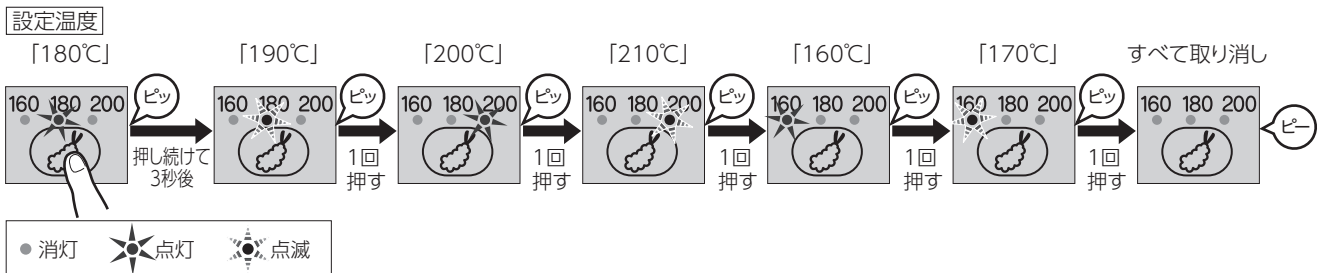 設定温度
「180℃」
「190℃」
「200℃」
「210℃」
「160℃」
「170℃」
すべて取り消し
160 180 200
ピッ
160 180 200
ピッ
160 180 200
ピッ
160 180 200
ピッ
160 180 200
ピッ
160 180 200
ピッ
160 180 200
ピー
押し続けて
3秒後
1回
押す
1回
押す
1回
押す
1回
押す
1回
押す
消灯
点灯
点滅